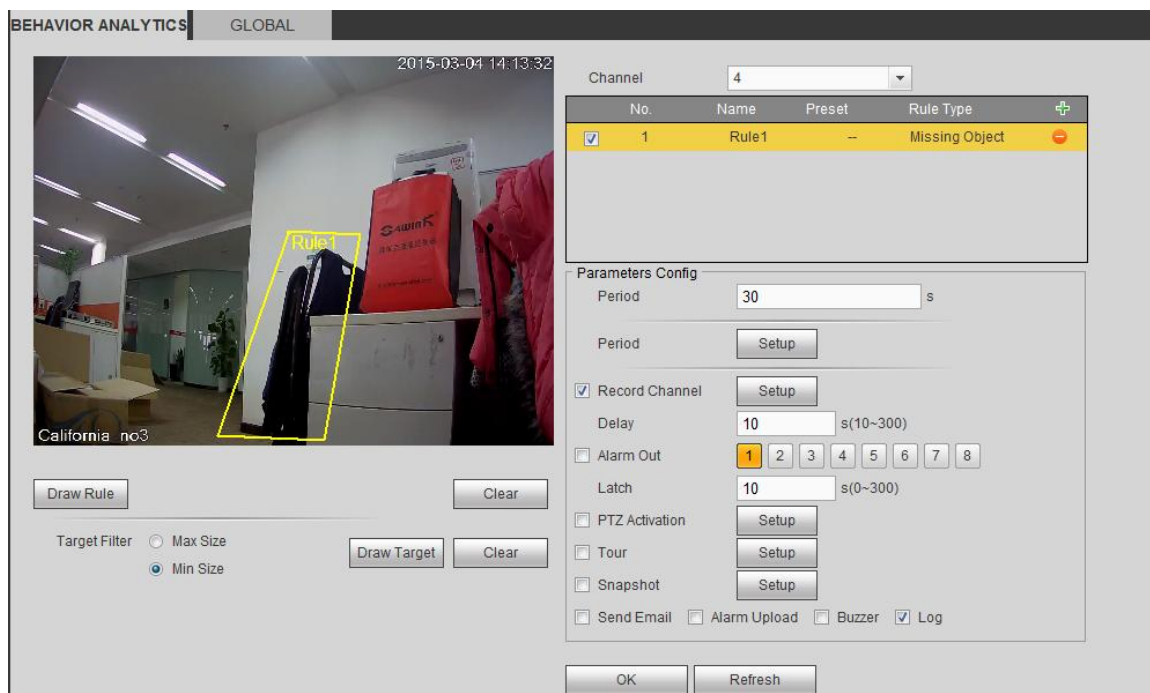 BEHAVIOR ANALYTICS GLOBAL
2015-03-04 14:13:32
Rule1
SAWINK
California no3
Draw Rule Clear
Target Filter Max Size
Draw Target Clear
Min Size
Channel 4
No. Name Preset Rule Type
1 Rule1 -- Missing Object
Parameters Config
Period 30 s
Period Setup
Record Channel Setup
Delay 10 s(10~300)
Alarm Out 1 2 3 4 5 6 7 8
Latch 10 s(0~300)
PTZ Activation Setup
Tour Setup
Snapshot Setup
Send Email Alarm Upload Buzzer Log
OK Refresh